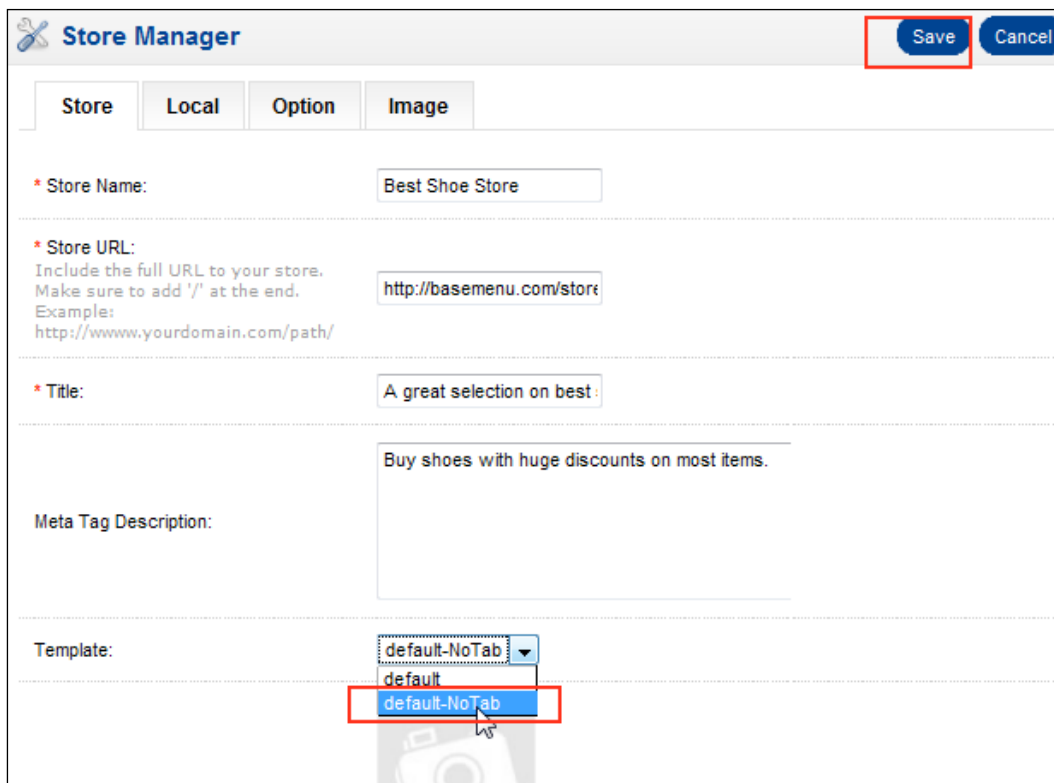 Store Manager
Save
Cancel
Store
Local
Option
Image
* Store Name:
Best Shoe Store
* Store URL:
Include the full URL to your store.
Make sure to add '/' at the end.
Example:
http://wwww.yourdomain.com/path/
http://basemenu.com/store
* Title:
A great selection on best
Meta Tag Description:
Buy shoes with huge discounts on most items.
Template:
default-NoTab
default
default-NoTab